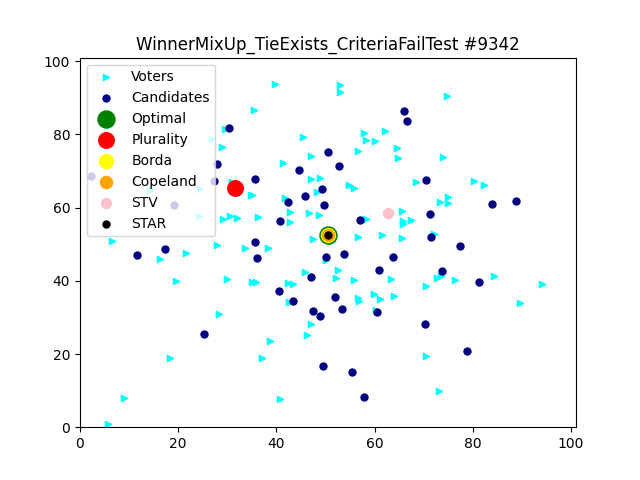 WinnerMixUp_TieExists_CriteriaFailTest #9342
100
80
60
40
20
0
0
20
40
60
80
100
Voters
Candidates
Optimal
Plurality
Borda
Copeland
STV
STAR